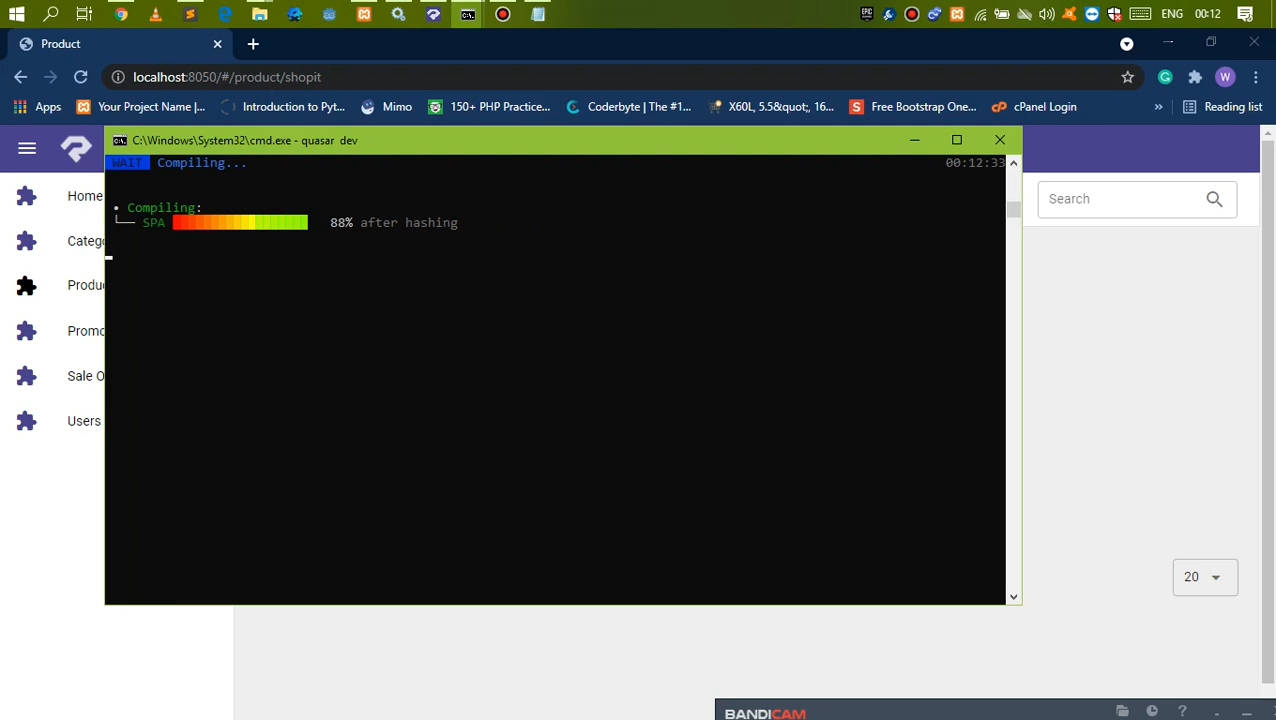 ENG
00:12
Product
localhost:8050/#/product/shopit
W
Apps
Your Project Name |...
Introduction to Pyt...
Mimo
150+ PHP Practice...
Coderbyte | The #1...
X60L, 5.5&quot, 16...
Free Bootstrap One...
cPanel Login
»
Reading list
C:\Windows\System32\cmd.exe - quasar dev
WAIT Compiling...
00:12:33
• Compiling:
└── SPA 88% after hashing
Home
Catego
Produ
Promo
Sale O
Users
Search
20
BANDICAM